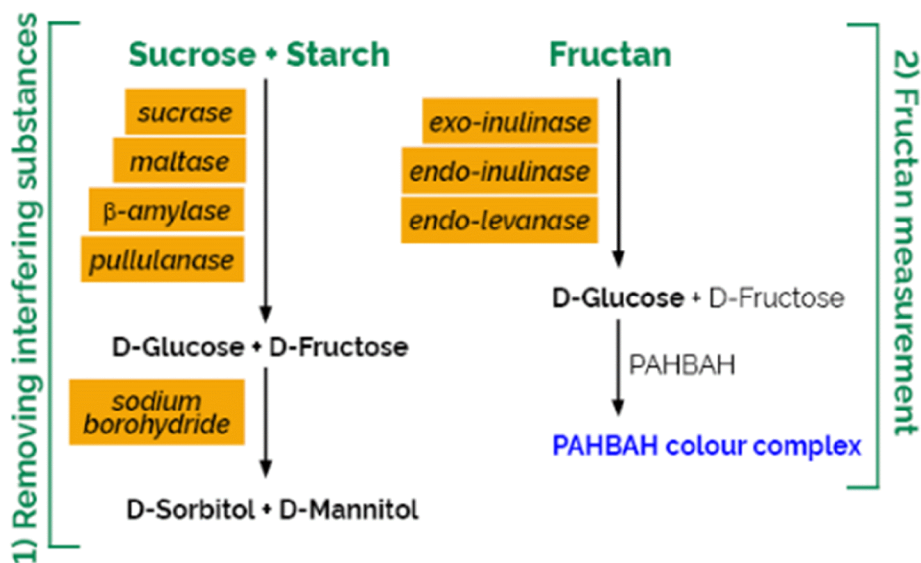 1) Removing interfering substances
Sucrose + Starch
sucrase
maltase
β-amylase
pullulanase
D-Glucose + D-Fructose
sodium
borohydride
D-Sorbitol + D-Mannitol
Fructan
exo-inulinase
endo-inulinase
endo-levanase
D-Glucose + D-Fructose
PAHBAH
PAHBAH colour complex
2) Fructan measurement